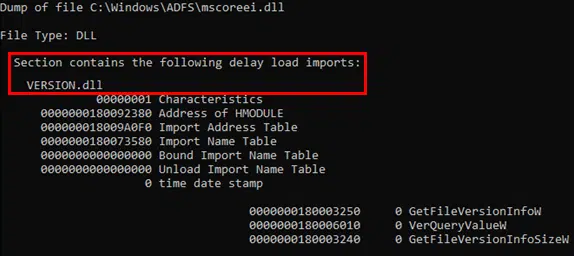 Dump of file C:\Windows\ADFS\mscoreei.dll
File Type: DLL
Section contains the following delay load imports:
VERSION.dll
00000001 Characteristics
0000000180092380 Address of HMODULE
000000018009A0F0 Import Address Table
0000000180073580 Import Name Table
0000000000000000 Bound Import Name Table
0000000000000000 Unload Import Name Table
0 time date stamp
0000000180003250 0 GetFileVersionInfoW
0000000180006010 0 VerQueryValueW
0000000180003240 0 GetFileVersionInfoSizeW